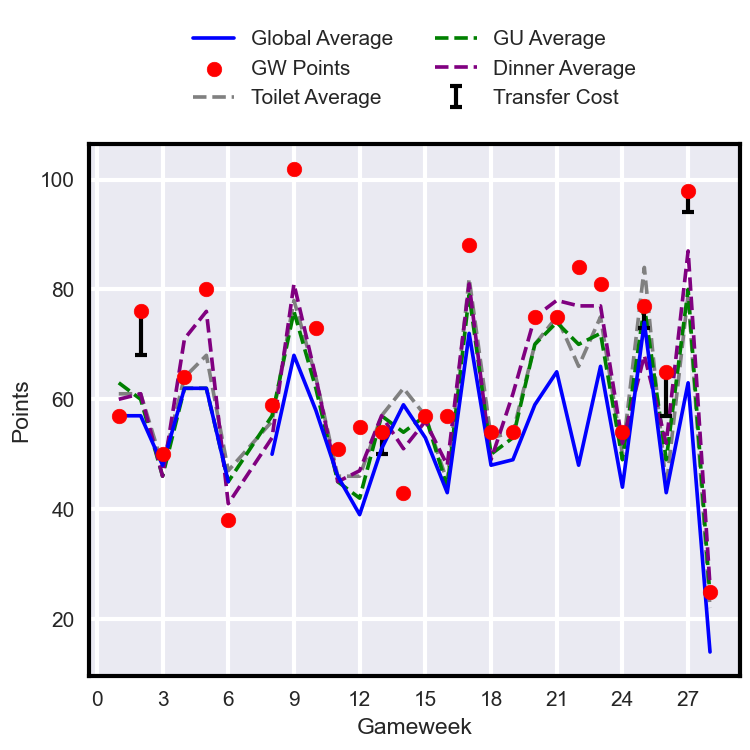 Global Average
GW Points
Toilet Average
GU Average
Dinner Average
Transfer Cost
100
80
60
40
20
Points
0 3 6 9 12 15 18 21 24 27
Gameweek